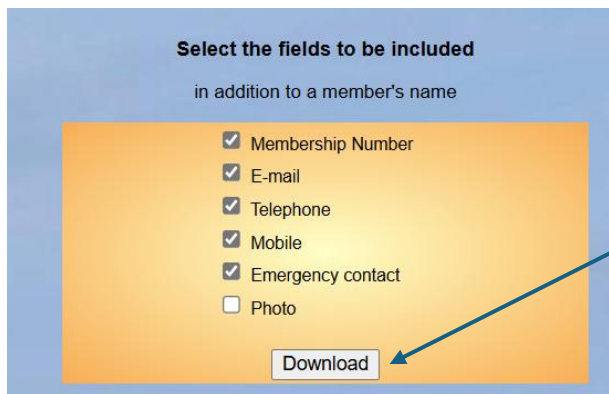 Select the fields to be included
in addition to a member's name
Membership Number
E-mail
Telephone
Mobile
Emergency contact
Photo
Download